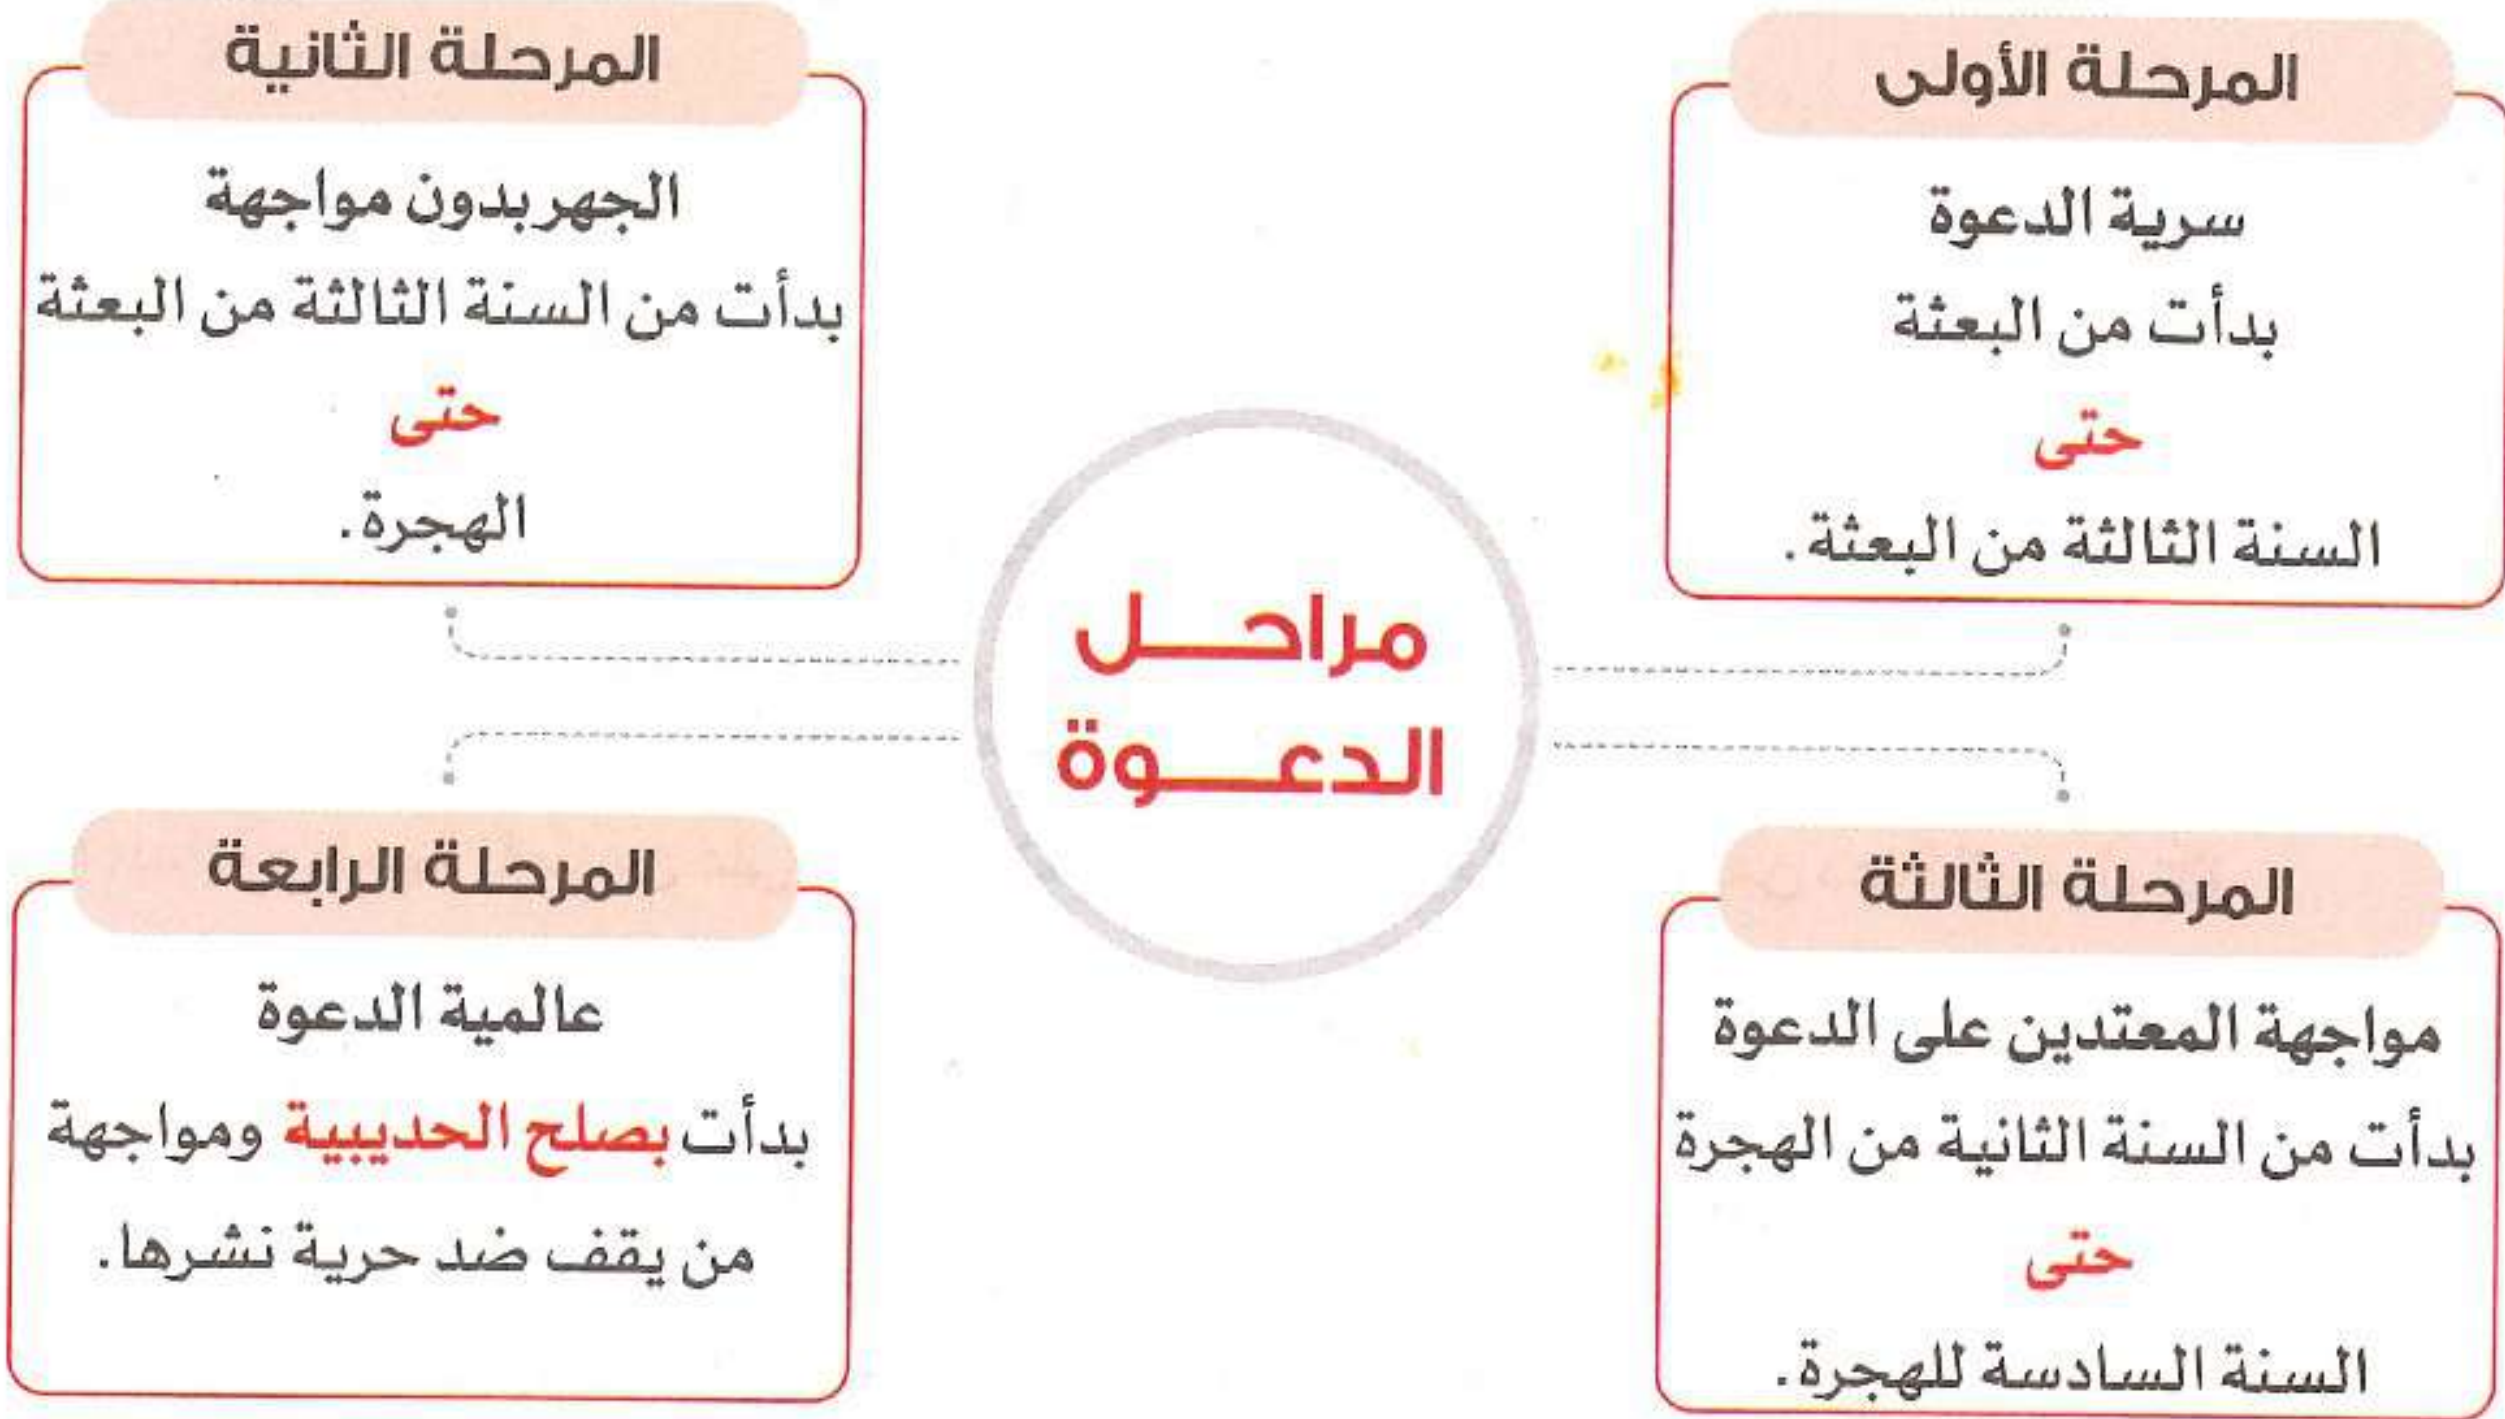 المرحلة الأولى
سرية الدعوة
بدأت من البعثة
حتى
السنة الثالثة من البعثة.
المرحلة الثانية
الجهر بدون مواجهة
بدأت من السنة الثالثة من البعثة
حتى
الهجرة.
مراحل
الدعوة
المرحلة الثالثة
مواجهة المعتدين على الدعوة
بدأت من السنة الثانية من الهجرة
حتى
السنة السادسة للهجرة.
المرحلة الرابعة
عالمية الدعوة
بدأت بصلح الحديبية ومواجهة
من يقف ضد حرية نشرها.